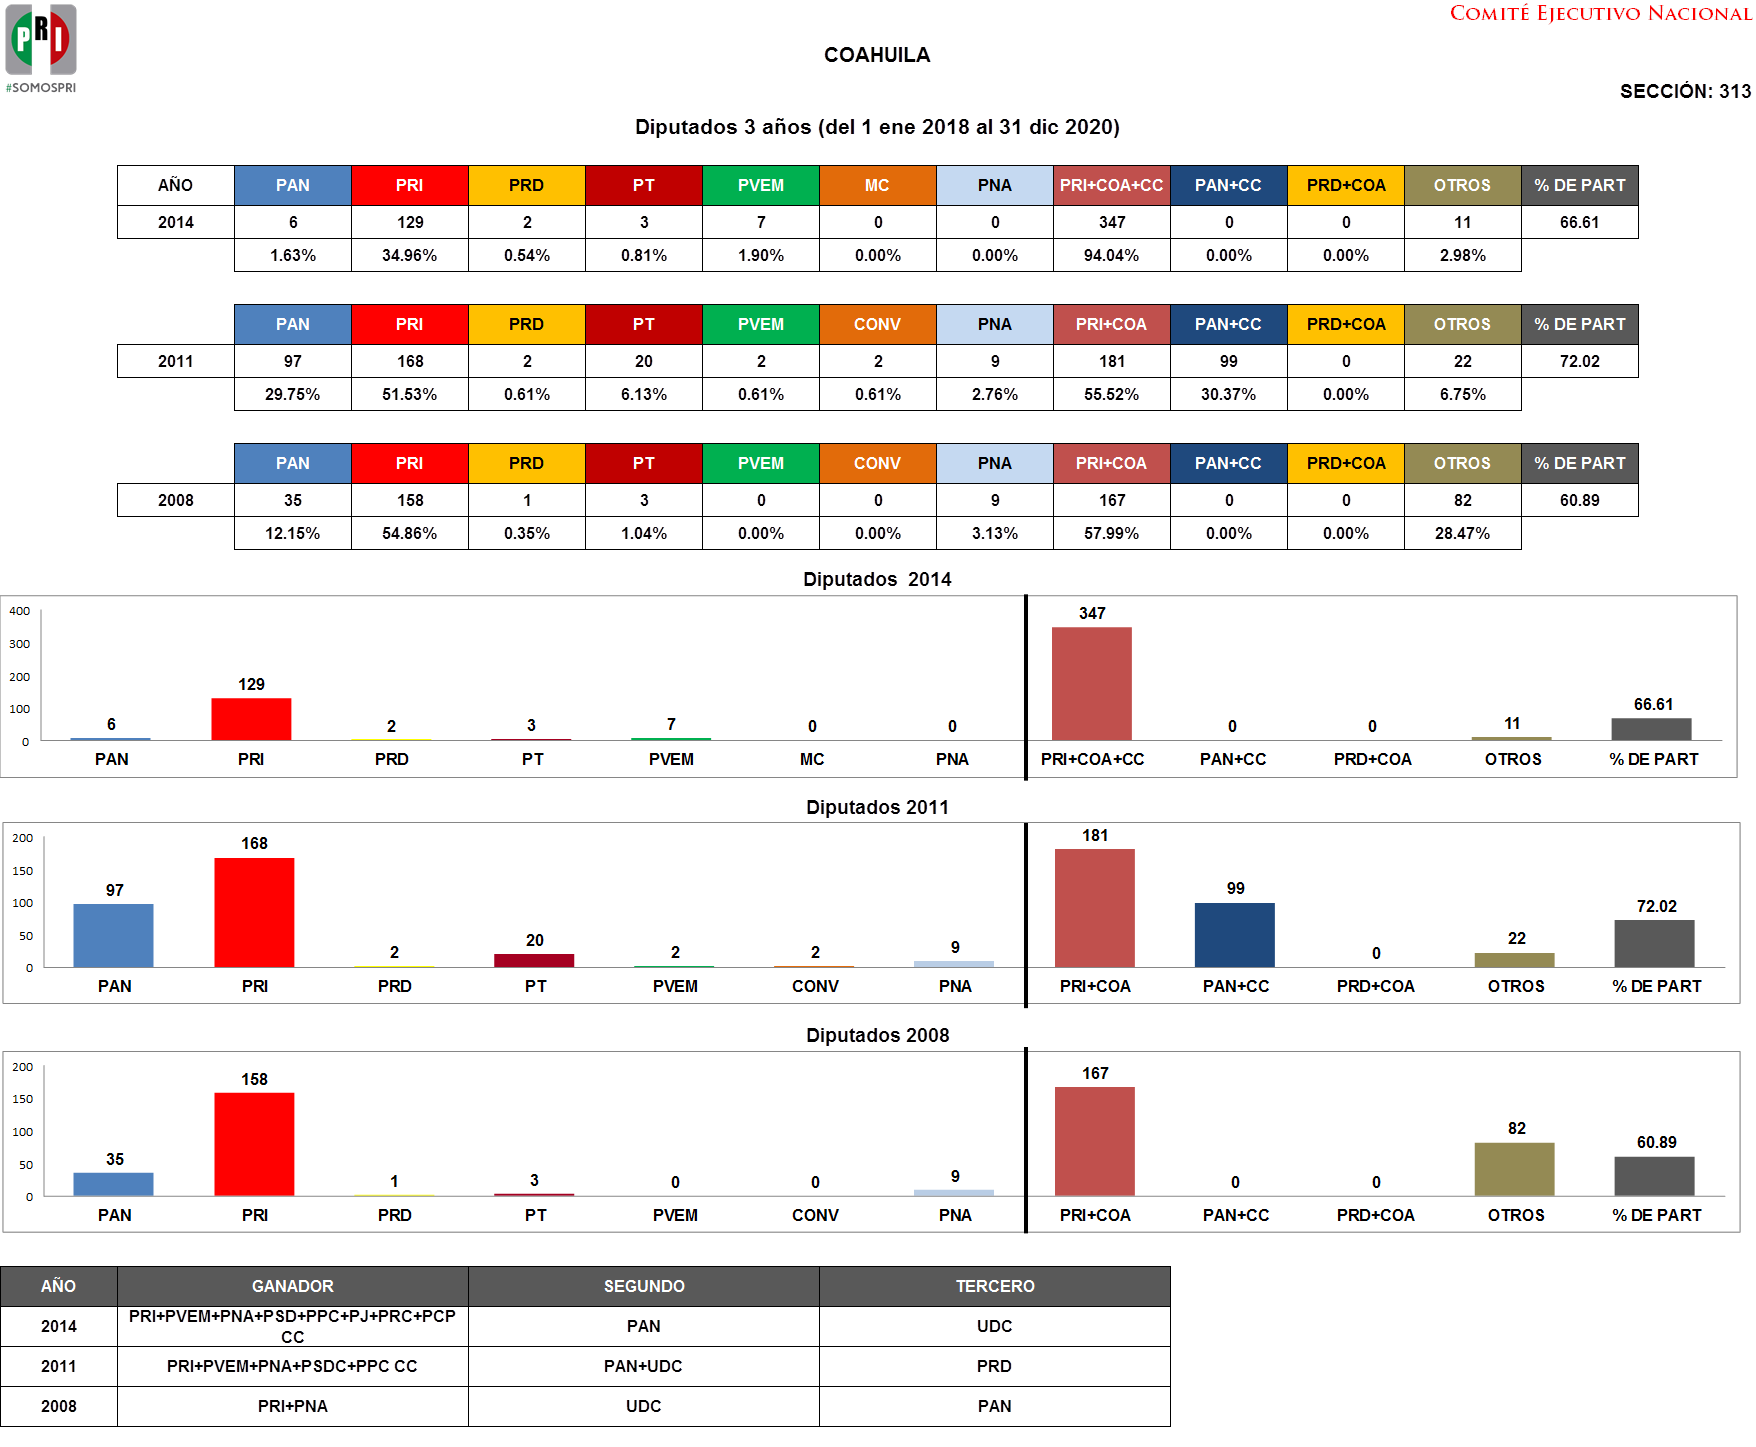 PRI
#SOMOSPRI
COMITÉ EJECUTIVO NACIONAL
COAHUILA
SECCIÓN: 313
Diputados 3 años (del 1 ene 2018 al 31 dic 2020)
AÑO PAN PRI PRD PT PVEM MC PNA PRI+COA+CC PAN+CC PRD+COA OTROS % DE PART
2014 6 129 2 3 7 0 0 347 0 0 11 66.61
1.63% 34.96% 0.54% 0.81% 1.90% 0.00% 0.00% 94.04% 0.00% 0.00% 2.98%
PAN PRI PRD PT PVEM CONV PNA PRI+COA PAN+CC PRD+COA OTROS % DE PART
2011 97 168 2 20 2 2 9 181 99 0 22 72.02
29.75% 51.53% 0.61% 6.13% 0.61% 0.61% 2.76% 55.52% 30.37% 0.00% 6.75%
PAN PRI PRD PT PVEM CONV PNA PRI+COA PAN+CC PRD+COA OTROS % DE PART
2008 35 158 1 3 0 0 9 167 0 0 82 60.89
12.15% 54.86% 0.35% 1.04% 0.00% 0.00% 3.13% 57.99% 0.00% 0.00% 28.47%
Diputados 2014
400
300
200
100
0
6 129 2 3 7 0 0 347 0 0 11 66.61
PAN PRI PRD PT PVEM MC PNA PRI+COA+CC PAN+CC PRD+COA OTROS % DE PART
Diputados 2011
200
150
100
50
0
97 168 2 20 2 2 9 181 99 0 22 72.02
PAN PRI PRD PT PVEM CONV PNA PRI+COA PAN+CC PRD+COA OTROS % DE PART
Diputados 2008
200
150
100
50
0
35 158 1 3 0 0 9 167 0 0 82 60.89
PAN PRI PRD PT PVEM CONV PNA PRI+COA PAN+CC PRD+COA OTROS % DE PART
AÑO GANADOR SEGUNDO TERCERO
2014 PRI+PVEM+PNA+PSD+PPC+PJ+PRC+PCP CC PAN UDC
2011 PRI+PVEM+PNA+PSDC+PPC CC PAN+UDC PRD
2008 PRI+PNA UDC PAN